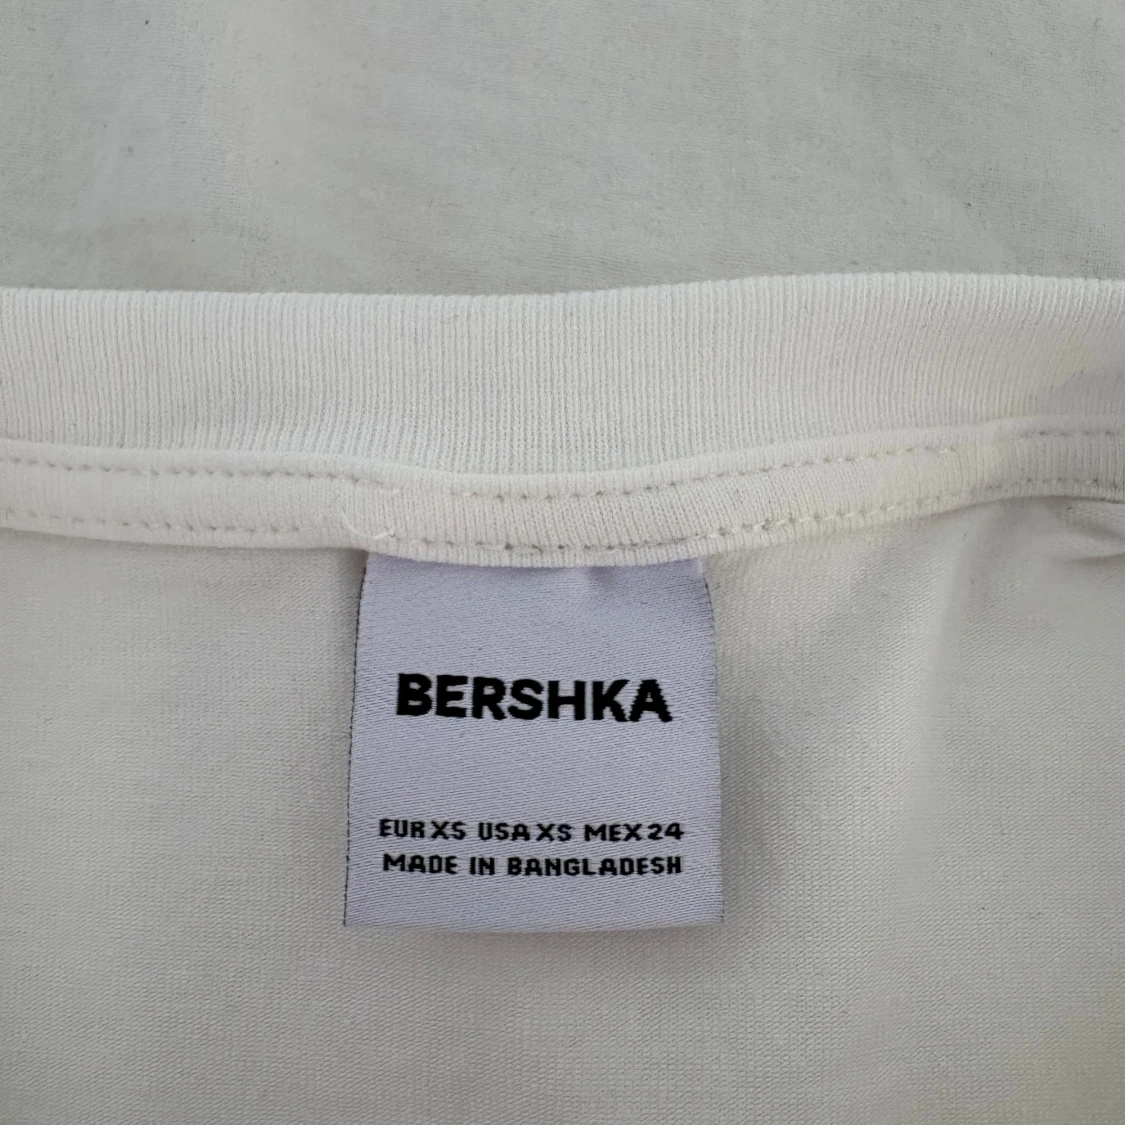 BERSHKA
EUR XS USA XS MEX 24
MADE IN BANGLADESH